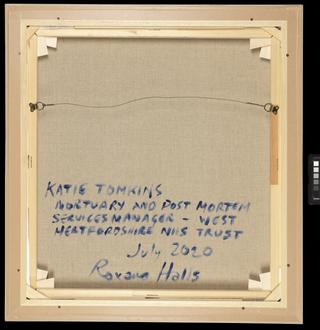 KATIE TOMKINS
MORTUARY AND POST MORTEM
SERVICES MANAGER - WEST
HERTFORDSHIRE NHS TRUST
July 2020
Roxana Halls